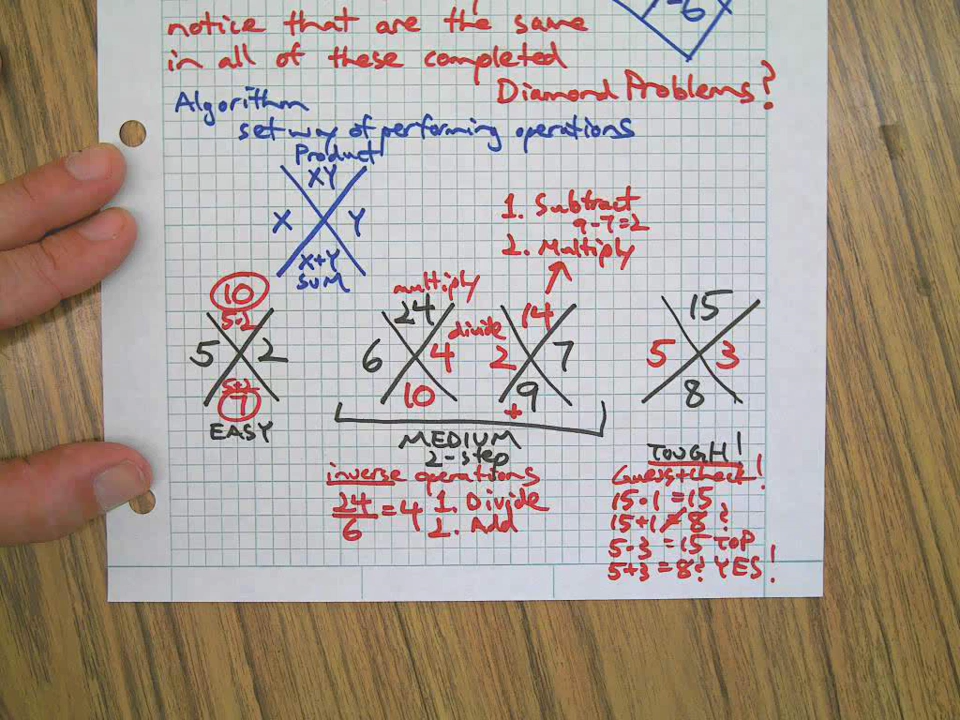 -6
notice that are the same
in all of these completed
Diamond Problems?
Algorithm
set way of performing operations
Product
XY
X Y
X+Y
SUM
1. Subtract
9-7=2
2. Multiply
10
5·2
5 2
5+2
7
EASY
multiply
24
divide
6 4
10
14
2 7
9
+
MEDIUM
2-step
inverse operations
24/6=4 1. Divide
2. Add
15
5 3
8
TOUGH!
Guess+check!
15·1=15
15+1≠8?
5·3=15 TOP
5+3=8? YES!